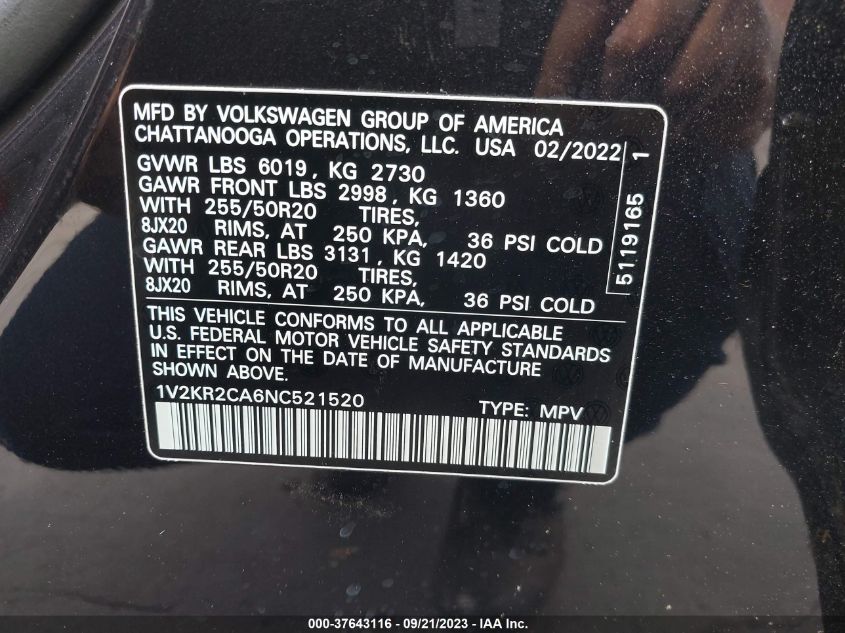 MFD BY VOLKSWAGEN GROUP OF AMERICA
CHATTANOOGA OPERATIONS, LLC. USA 02/2022
GVWR LBS 6019, KG 2730
GAWR FRONT LBS 2998, KG 1360
WITH 255/50R20 TIRES,
8JX20 RIMS, AT 250 KPA, 36 PSI COLD
GAWR REAR LBS 3131, KG 1420
WITH 255/50R20 TIRES,
8JX20 RIMS, AT 250 KPA, 36 PSI COLD
5119165 1
THIS VEHICLE CONFORMS TO ALL APPLICABLE
U.S. FEDERAL MOTOR VEHICLE SAFETY STANDARDS
IN EFFECT ON THE DATE OF MANUFACTURE
SHOWN ABOVE.
1V2KR2CA6NC521520 TYPE: MPV
000-37643116 - 09/21/2023 - IAA Inc.